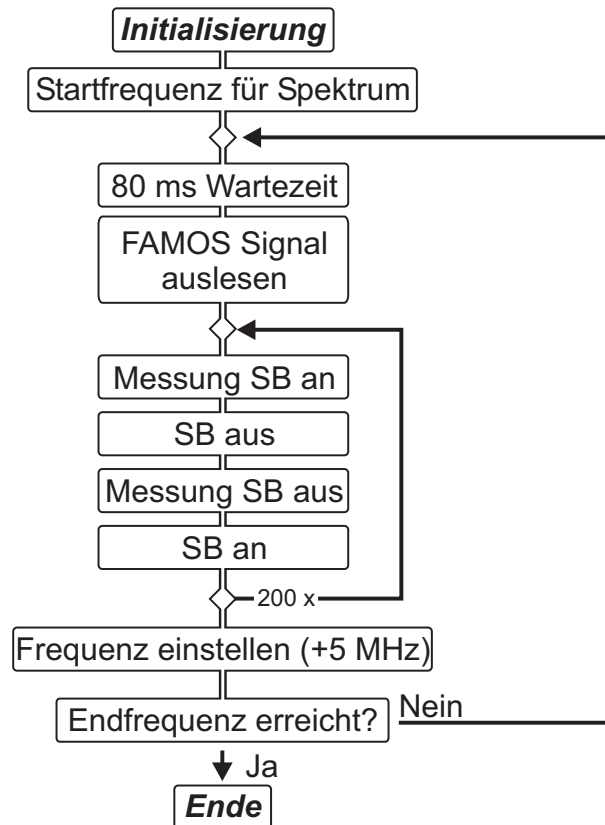 Initialisierung
Startfrequenz für Spektrum
80 ms Wartezeit
FAMOS Signal
auslesen
Messung SB an
SB aus
Messung SB aus
SB an
200 x
Frequenz einstellen (+5 MHz)
Endfrequenz erreicht?
Nein
Ja
Ende